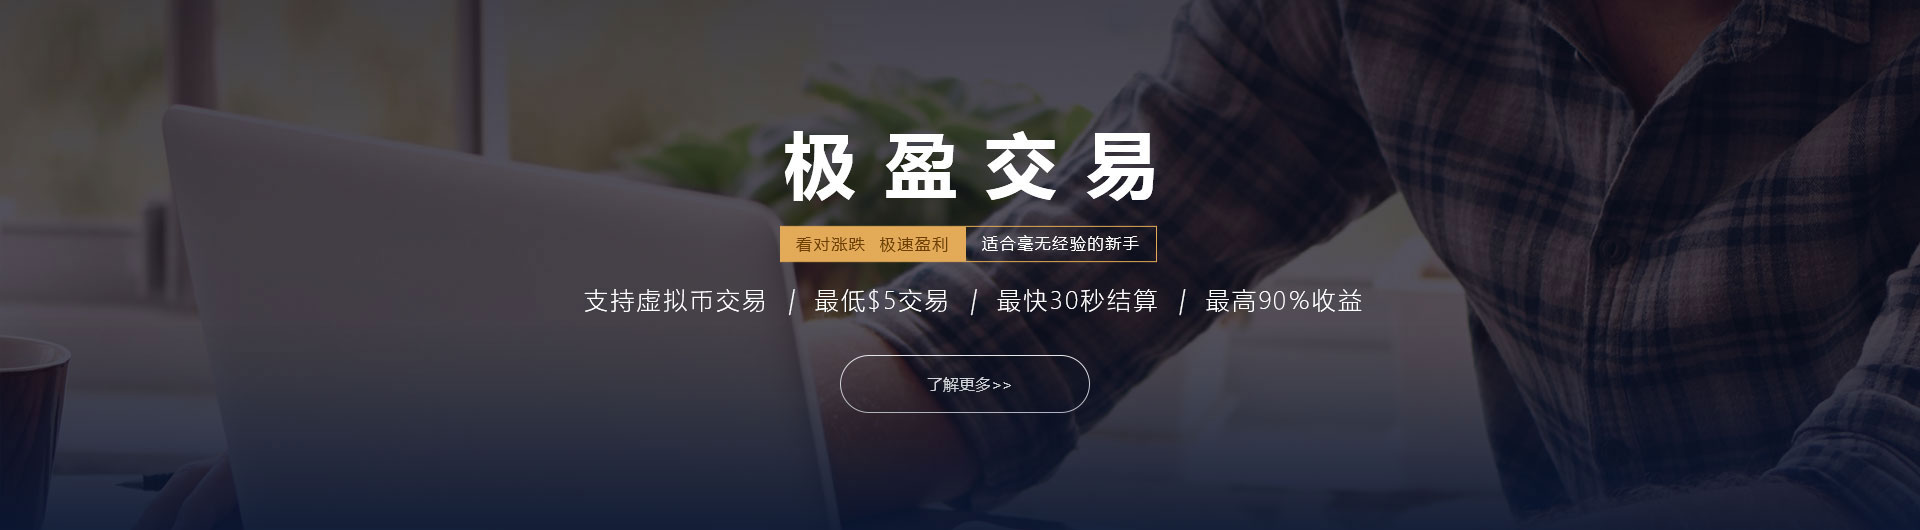 极盈交易
看对涨跌 极速盈利 适合毫无经验的新手
支持虚拟币交易 / 最低$5交易 / 最快30秒结算 / 最高90%收益
了解更多>>